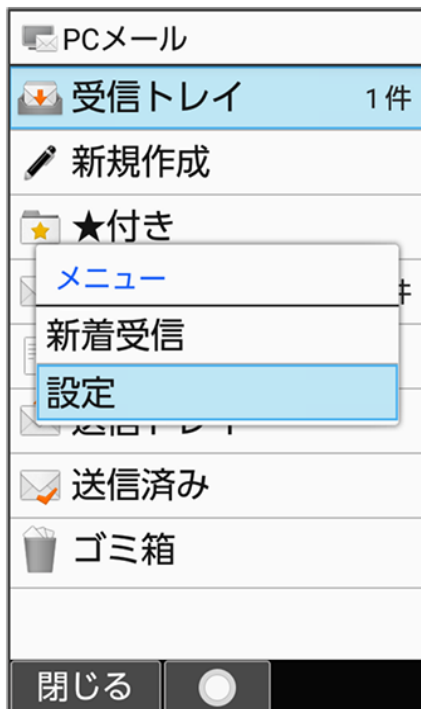 PCメール
受信トレイ 1件
新規作成
★付き
件
メニュー
新着受信
設定
送信済み
ゴミ箱
閉じる